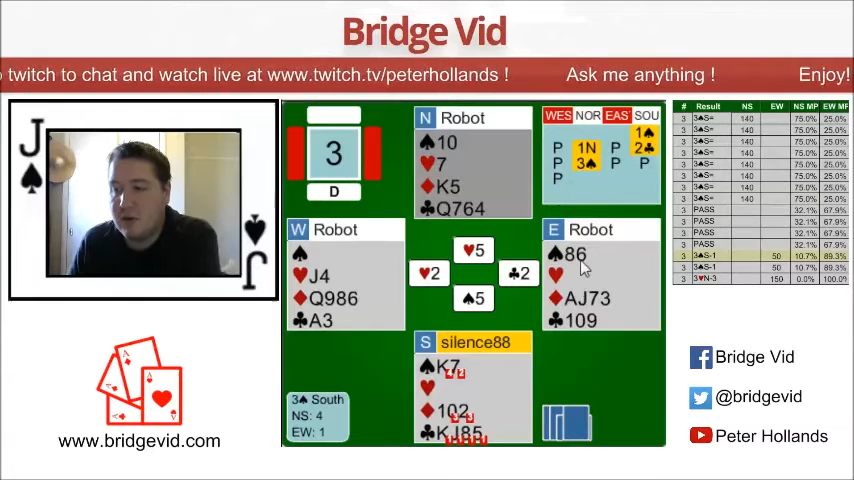 Bridge Vid
o twitch to chat and watch live at www.twitch.tv/peterhollands ! Ask me anything ! Enjoy!
J
J
www.bridgevid.com
3
D
N Robot
♠10
♥7
♦K5
♣Q764
WES NOR EAS SOU
1♠
P 1N P 2♣
P 3♠ P P
P
W Robot
♠
♥J4
♦Q986
♣A3
♥5
♥2
♣2
♠5
E Robot
♠86
♥
♦AJ73
♣109
S silence88
♠K7
♥
♦102
♣KJ85
3♠ South
NS: 4
EW: 1
# Result NS EW NS MP EW MP
3 3♠S= 140 75.0% 25.0%
3 3♠S= 140 75.0% 25.0%
3 3♠S= 140 75.0% 25.0%
3 3♠S= 140 75.0% 25.0%
3 3♠S= 140 75.0% 25.0%
3 3♠S= 140 75.0% 25.0%
3 3♠S= 140 75.0% 25.0%
3 3♠S= 140 75.0% 25.0%
3 PASS 32.1% 67.9%
3 PASS 32.1% 67.9%
3 PASS 32.1% 67.9%
3 PASS 32.1% 67.9%
3 3♠S-1 50 10.7% 89.3%
3 3♠S-1 50 10.7% 89.3%
3 3♥N-3 150 0.0% 100.0%
Bridge Vid
@bridgevid
Peter Hollands